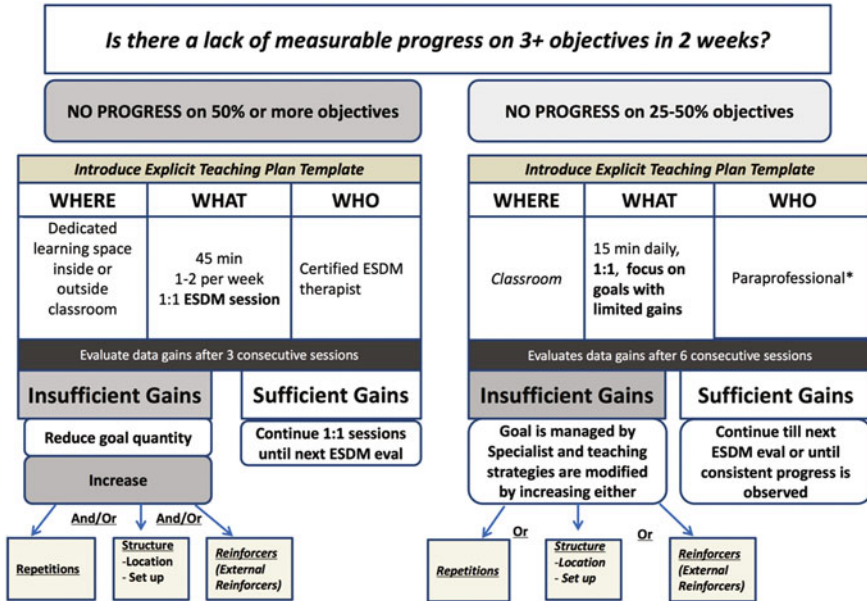 Is there a lack of measurable progress on 3+ objectives in 2 weeks?
NO PROGRESS on 50% or more objectives
Introduce Explicit Teaching Plan Template
WHERE WHAT WHO
Dedicated
learning space
inside or
outside
classroom
45 min
1-2 per week
1:1 ESDM session
Certified ESDM
therapist
Evaluate data gains after 3 consecutive sessions
Insufficient Gains
Reduce goal quantity
Increase
And/Or And/Or
Repetitions
Structure
-Location
- Set up
Reinforcers
(External
Reinforcers)
Sufficient Gains
Continue 1:1 sessions
until next ESDM eval
NO PROGRESS on 25-50% objectives
Introduce Explicit Teaching Plan Template
WHERE WHAT WHO
Classroom
15 min daily,
1:1, focus on
goals with
limited gains
Paraprofessional*
Evaluates data gains after 6 consecutive sessions
Insufficient Gains
Goal is managed by
Specialist and teaching
strategies are modified
by increasing either
Or Or
Repetitions
Structure
-Location
- Set up
Reinforcers
(External
Reinforcers)
Sufficient Gains
Continue till next
ESDM eval or until
consistent progress is
observed